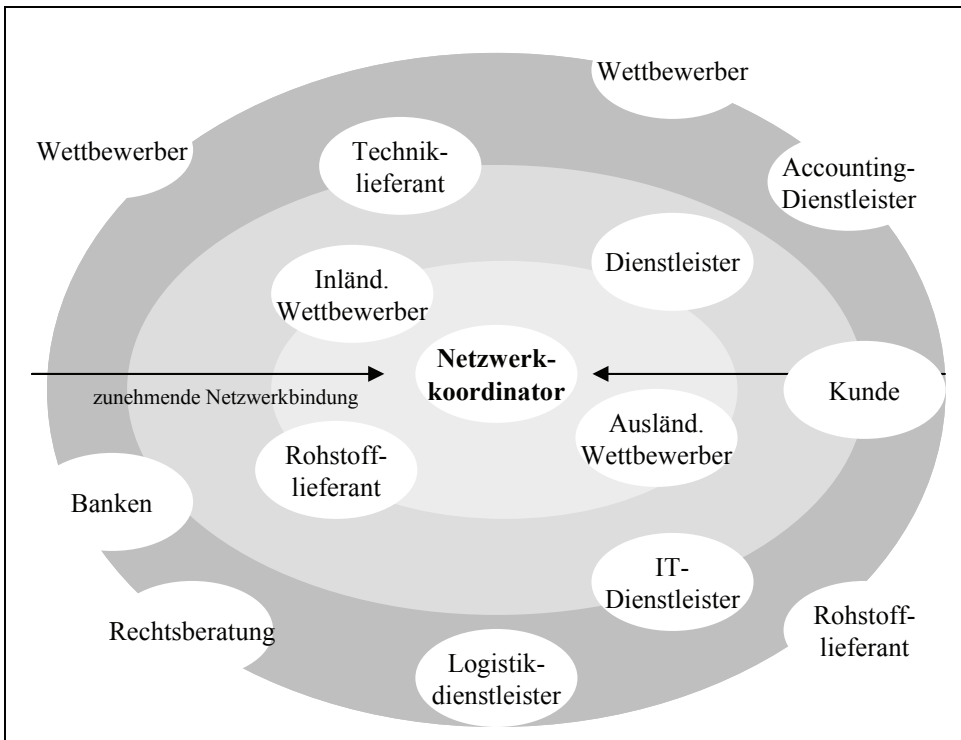 Wettbewerber
Wettbewerber
Technik-
lieferant
Accounting-
Dienstleister
Dienstleister
Inländ.
Wettbewerber
Netzwerk-
koordinator
zunehmende Netzwerkbindung
Kunde
Ausländ.
Wettbewerber
Rohstoff-
lieferant
Banken
IT-
Dienstleister
Rechtsberatung
Rohstoff-
lieferant
Logistik-
dienstleister